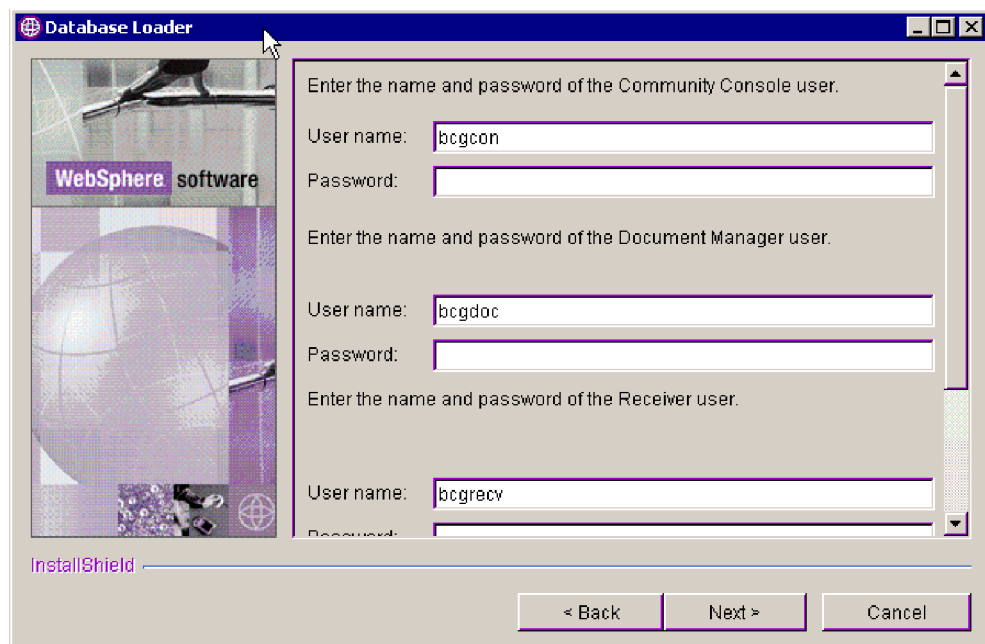 Database Loader
WebSphere software
Enter the name and password of the Community Console user.
User name: bcgcon
Password:
Enter the name and password of the Document Manager user.
User name: bcgdoc
Password:
Enter the name and password of the Receiver user.
User name: bcgrecv
Password:
InstallShield
< Back Next > Cancel